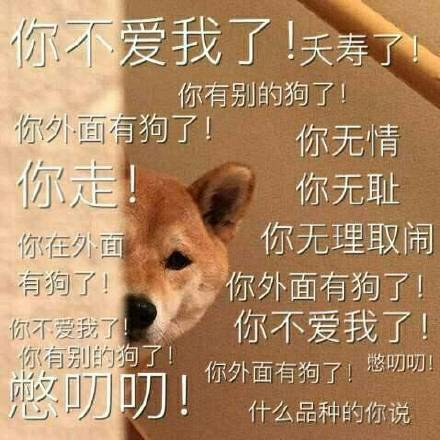 你不爱我了!夭寿了!
你有别的狗了!
你外面有狗了!
你无情
你走!
你无耻
你在外面
有狗了!
你无理取闹
你外面有狗了!
你不爱我了!
你不爱我了!
你有别的狗了!
你外面有狗了!
憋叨叨!
憋叨叨!
什么品种的你说